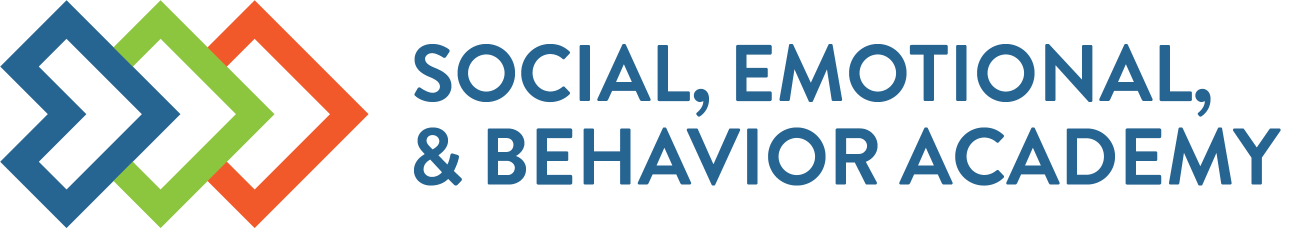 SOCIAL, EMOTIONAL,
& BEHAVIOR ACADEMY